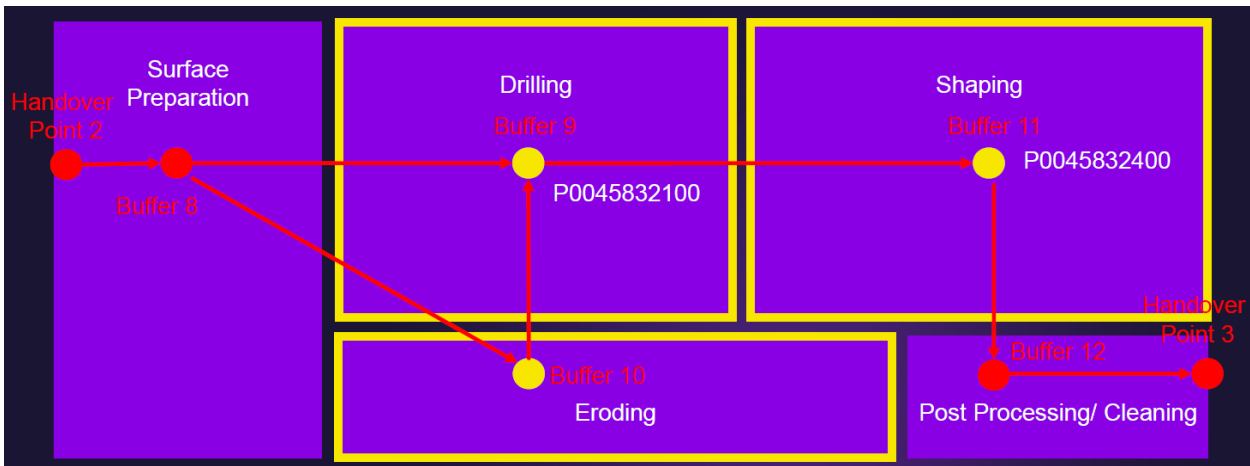 Surface
Preparation
Handover
Point 2
Buffer 8
Drilling
Buffer 9
P0045832100
Shaping
Buffer 11
P0045832400
Buffer 10
Eroding
Handover
Point 3
Buffer 12
Post Processing/ Cleaning